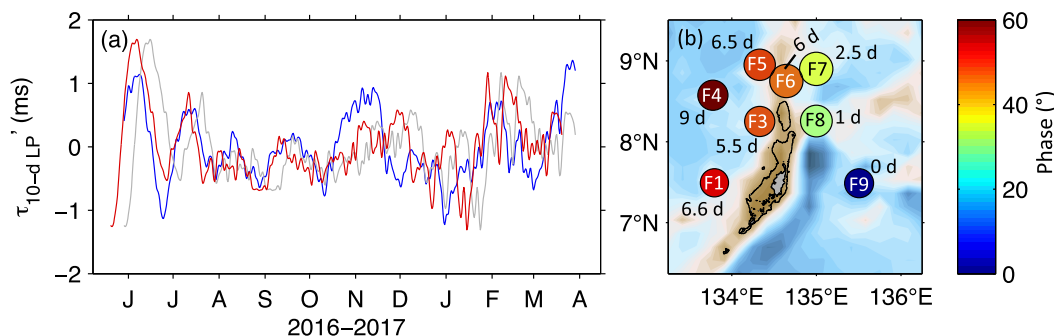 (a)
τ10−d LP' (ms)
2
1
0
−1
−2
J J A S O N D J F M A
2016−2017
(b)
6.5 d
6 d
2.5 d
F5
F6
F7
F4
9 d
F3
5.5 d
F8
1 d
F1
6.6 d
F9
0 d
9°N
8°N
7°N
134°E 135°E 136°E
60
40
20
0
Phase (°)